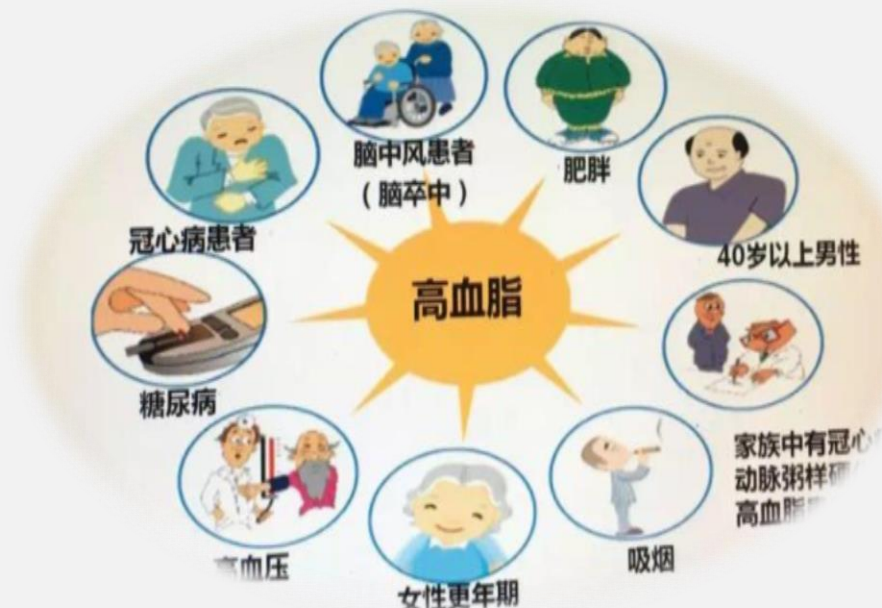 脑中风患者
（脑卒中）
肥胖
冠心病患者
40岁以上男性
高血脂
糖尿病
家族中有冠心
动脉粥样硬
高血脂
高血压
女性更年期
吸烟